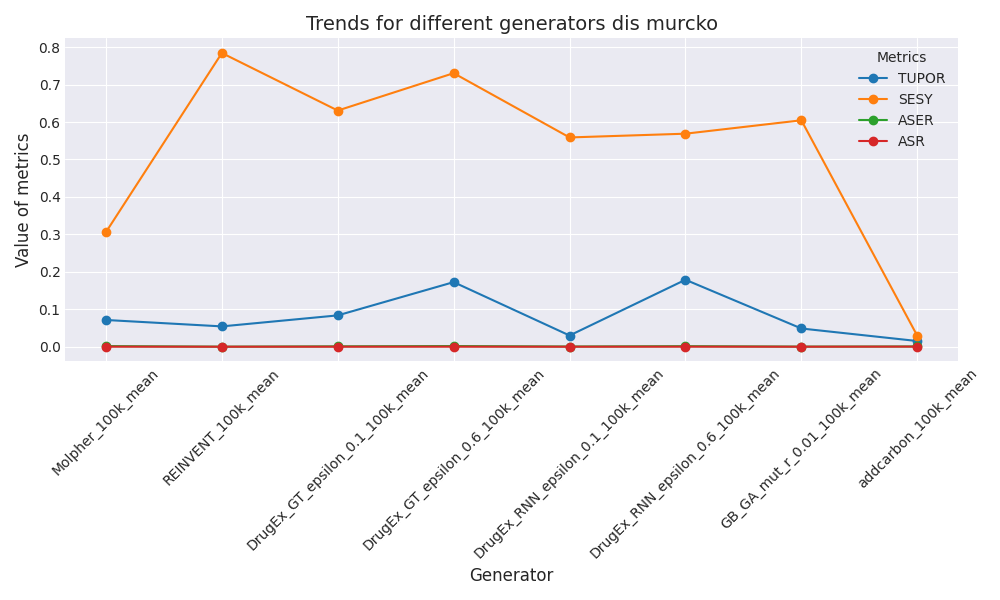 Trends for different generators dis murcko
Value of metrics
0.8
0.7
0.6
0.5
0.4
0.3
0.2
0.1
0.0
Metrics
TUPOR
SESY
ASER
ASR
Molpher_100k_mean
REINVENT_100k_mean
DrugEx_GT_epsilon_0.1_100k_mean
DrugEx_GT_epsilon_0.6_100k_mean
DrugEx_RNN_epsilon_0.1_100k_mean
DrugEx_RNN_epsilon_0.6_100k_mean
GB_GA_mut_r_0.01_100k_mean
addcarbon_100k_mean
Generator